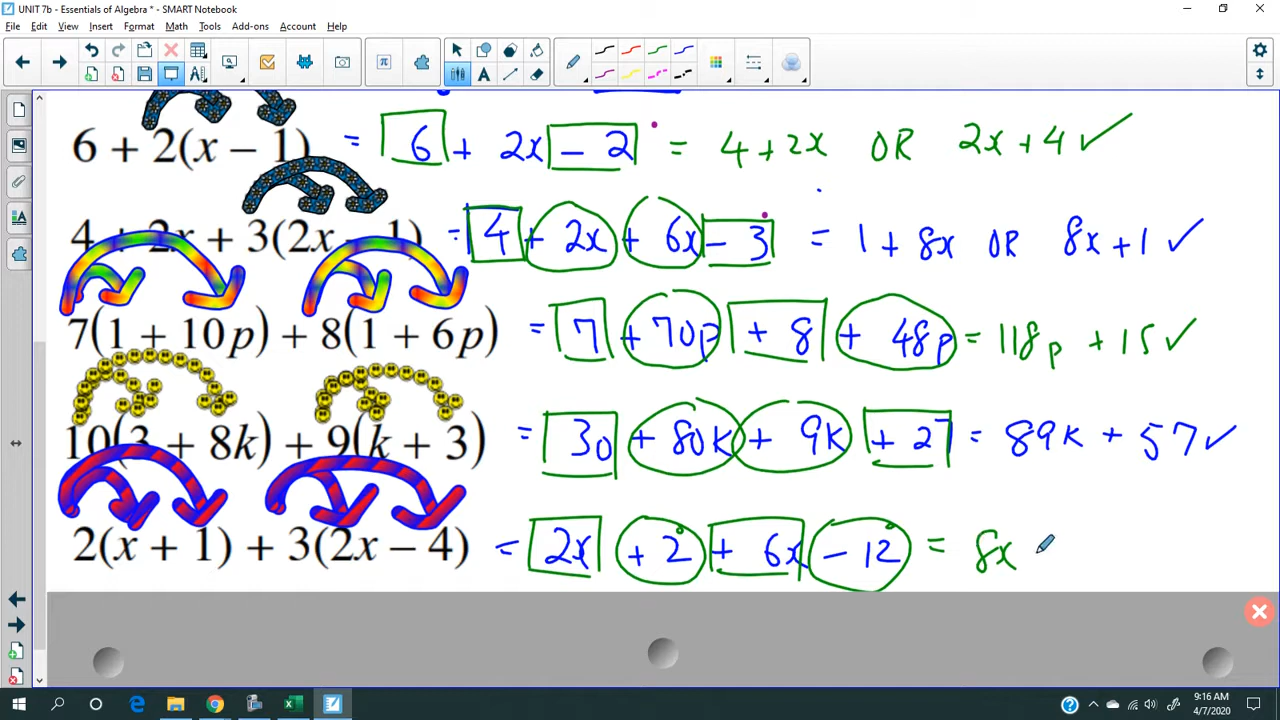 UNIT 7b - Essentials of Algebra * - SMART Notebook
File Edit View Insert Format Math Tools Add-ons Account Help
6 + 2(x − 1) = 6 + 2x − 2 = 4 + 2x OR 2x + 4 ✓
4 + 2x + 3(2x − 1) = 4 + 2x + 6x − 3 = 1 + 8x OR 8x + 1 ✓
7(1 + 10p) + 8(1 + 6p) = 7 + 70p + 8 + 48p = 118p + 15 ✓
10(3 + 8k) + 9(k + 3) = 30 + 80k + 9k + 27 = 89k + 57 ✓
2(x + 1) + 3(2x − 4) = 2x + 2 + 6x − 12 = 8x
9:16 AM
4/7/2020